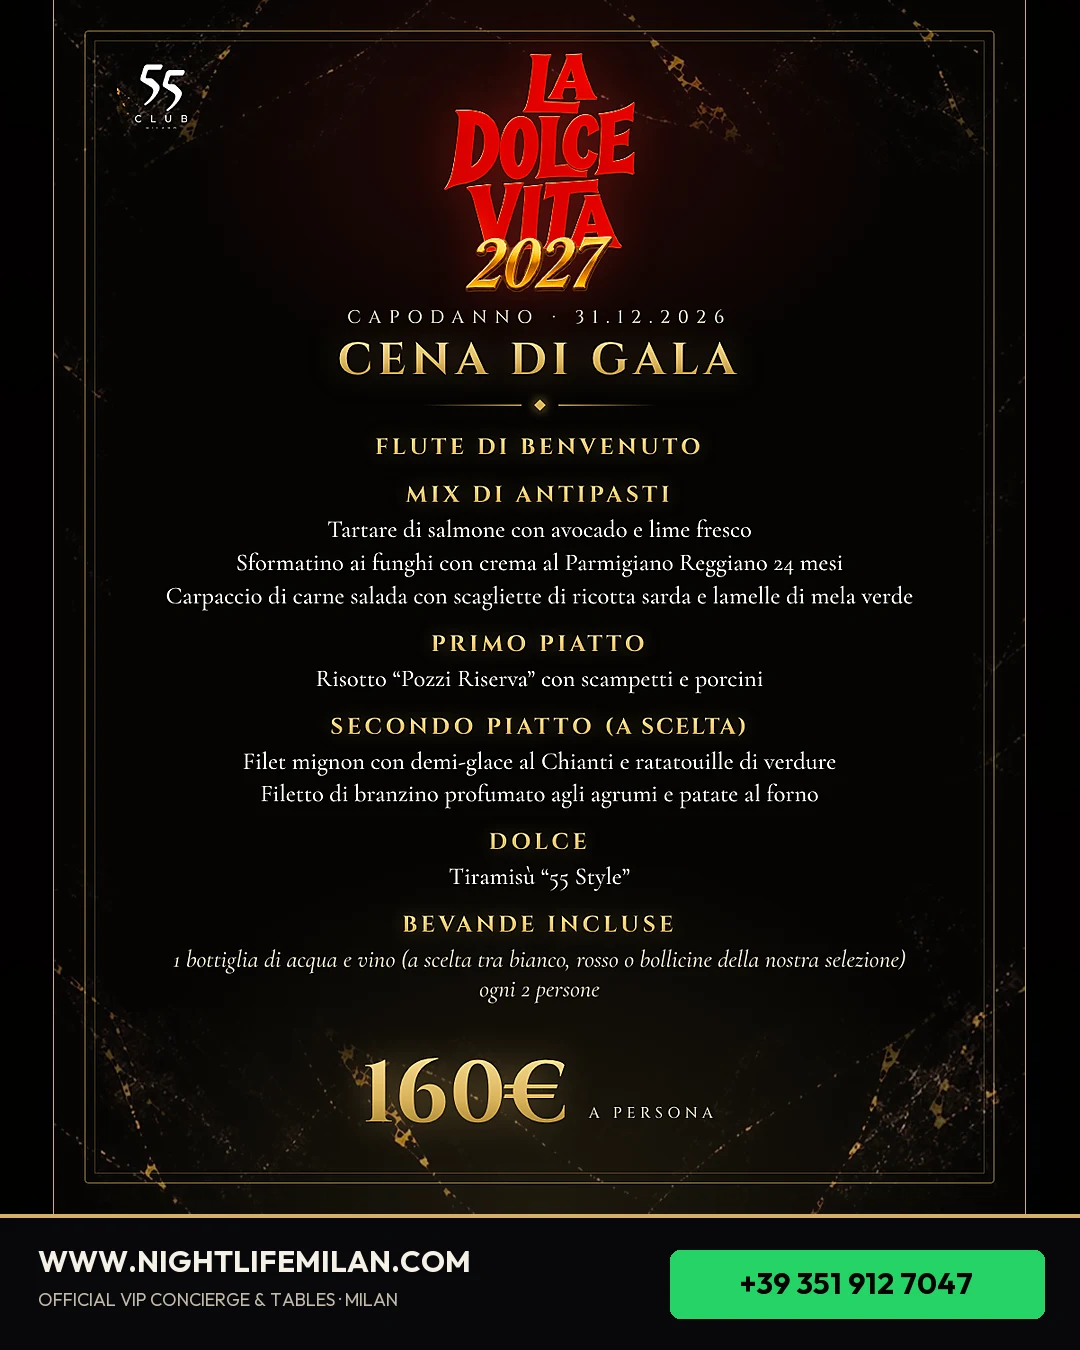 55
CLUB
MILANO
LA
DOLCE
VITA
2027
CAPODANNO · 31.12.2026
CENA DI GALA
FLUTE DI BENVENUTO
MIX DI ANTIPASTI
Tartare di salmone con avocado e lime fresco
Sformatino ai funghi con crema al Parmigiano Reggiano 24 mesi
Carpaccio di carne salada con scagliette di ricotta sarda e lamelle di mela verde
PRIMO PIATTO
Risotto “Pozzi Riserva” con scampetti e porcini
SECONDO PIATTO (A SCELTA)
Filet mignon con demi-glace al Chianti e ratatouille di verdure
Filetto di branzino profumato agli agrumi e patate al forno
DOLCE
Tiramisù “55 Style”
BEVANDE INCLUSE
1 bottiglia di acqua e vino (a scelta tra bianco, rosso o bollicine della nostra selezione)
ogni 2 persone
160€ A PERSONA
WWW.NIGHTLIFEMILAN.COM
OFFICIAL VIP CONCIERGE & TABLES · MILAN
+39 351 912 7047